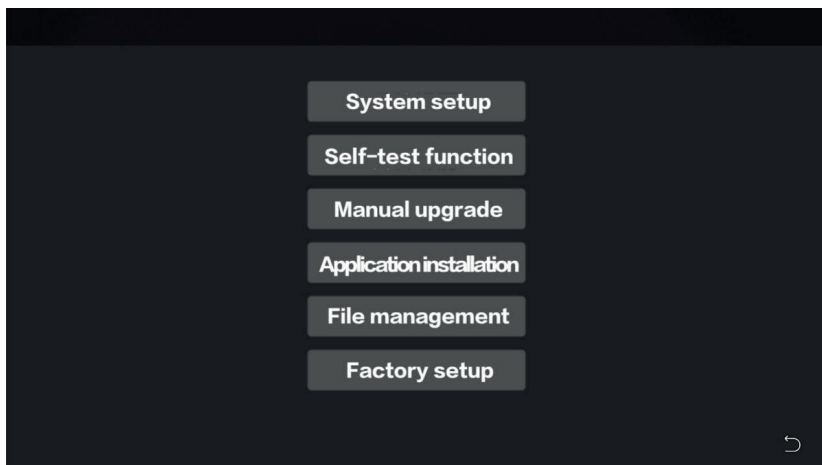 System setup
Self-test function
Manual upgrade
Application installation
File management
Factory setup